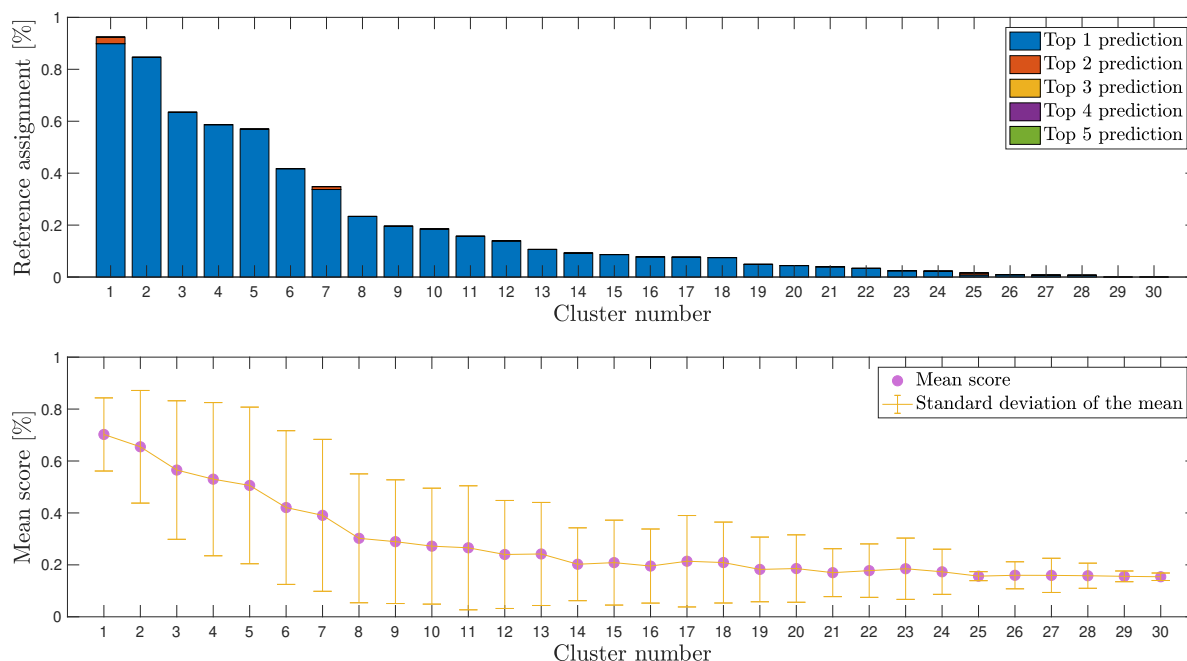 Reference assignment [%]
1
0.8
0.6
0.4
0.2
0
Top 1 prediction
Top 2 prediction
Top 3 prediction
Top 4 prediction
Top 5 prediction
1 2 3 4 5 6 7 8 9 10 11 12 13 14 15 16 17 18 19 20 21 22 23 24 25 26 27 28 29 30
Cluster number
Mean score [%]
1
0.8
0.6
0.4
0.2
0
Mean score
Standard deviation of the mean
1 2 3 4 5 6 7 8 9 10 11 12 13 14 15 16 17 18 19 20 21 22 23 24 25 26 27 28 29 30
Cluster number